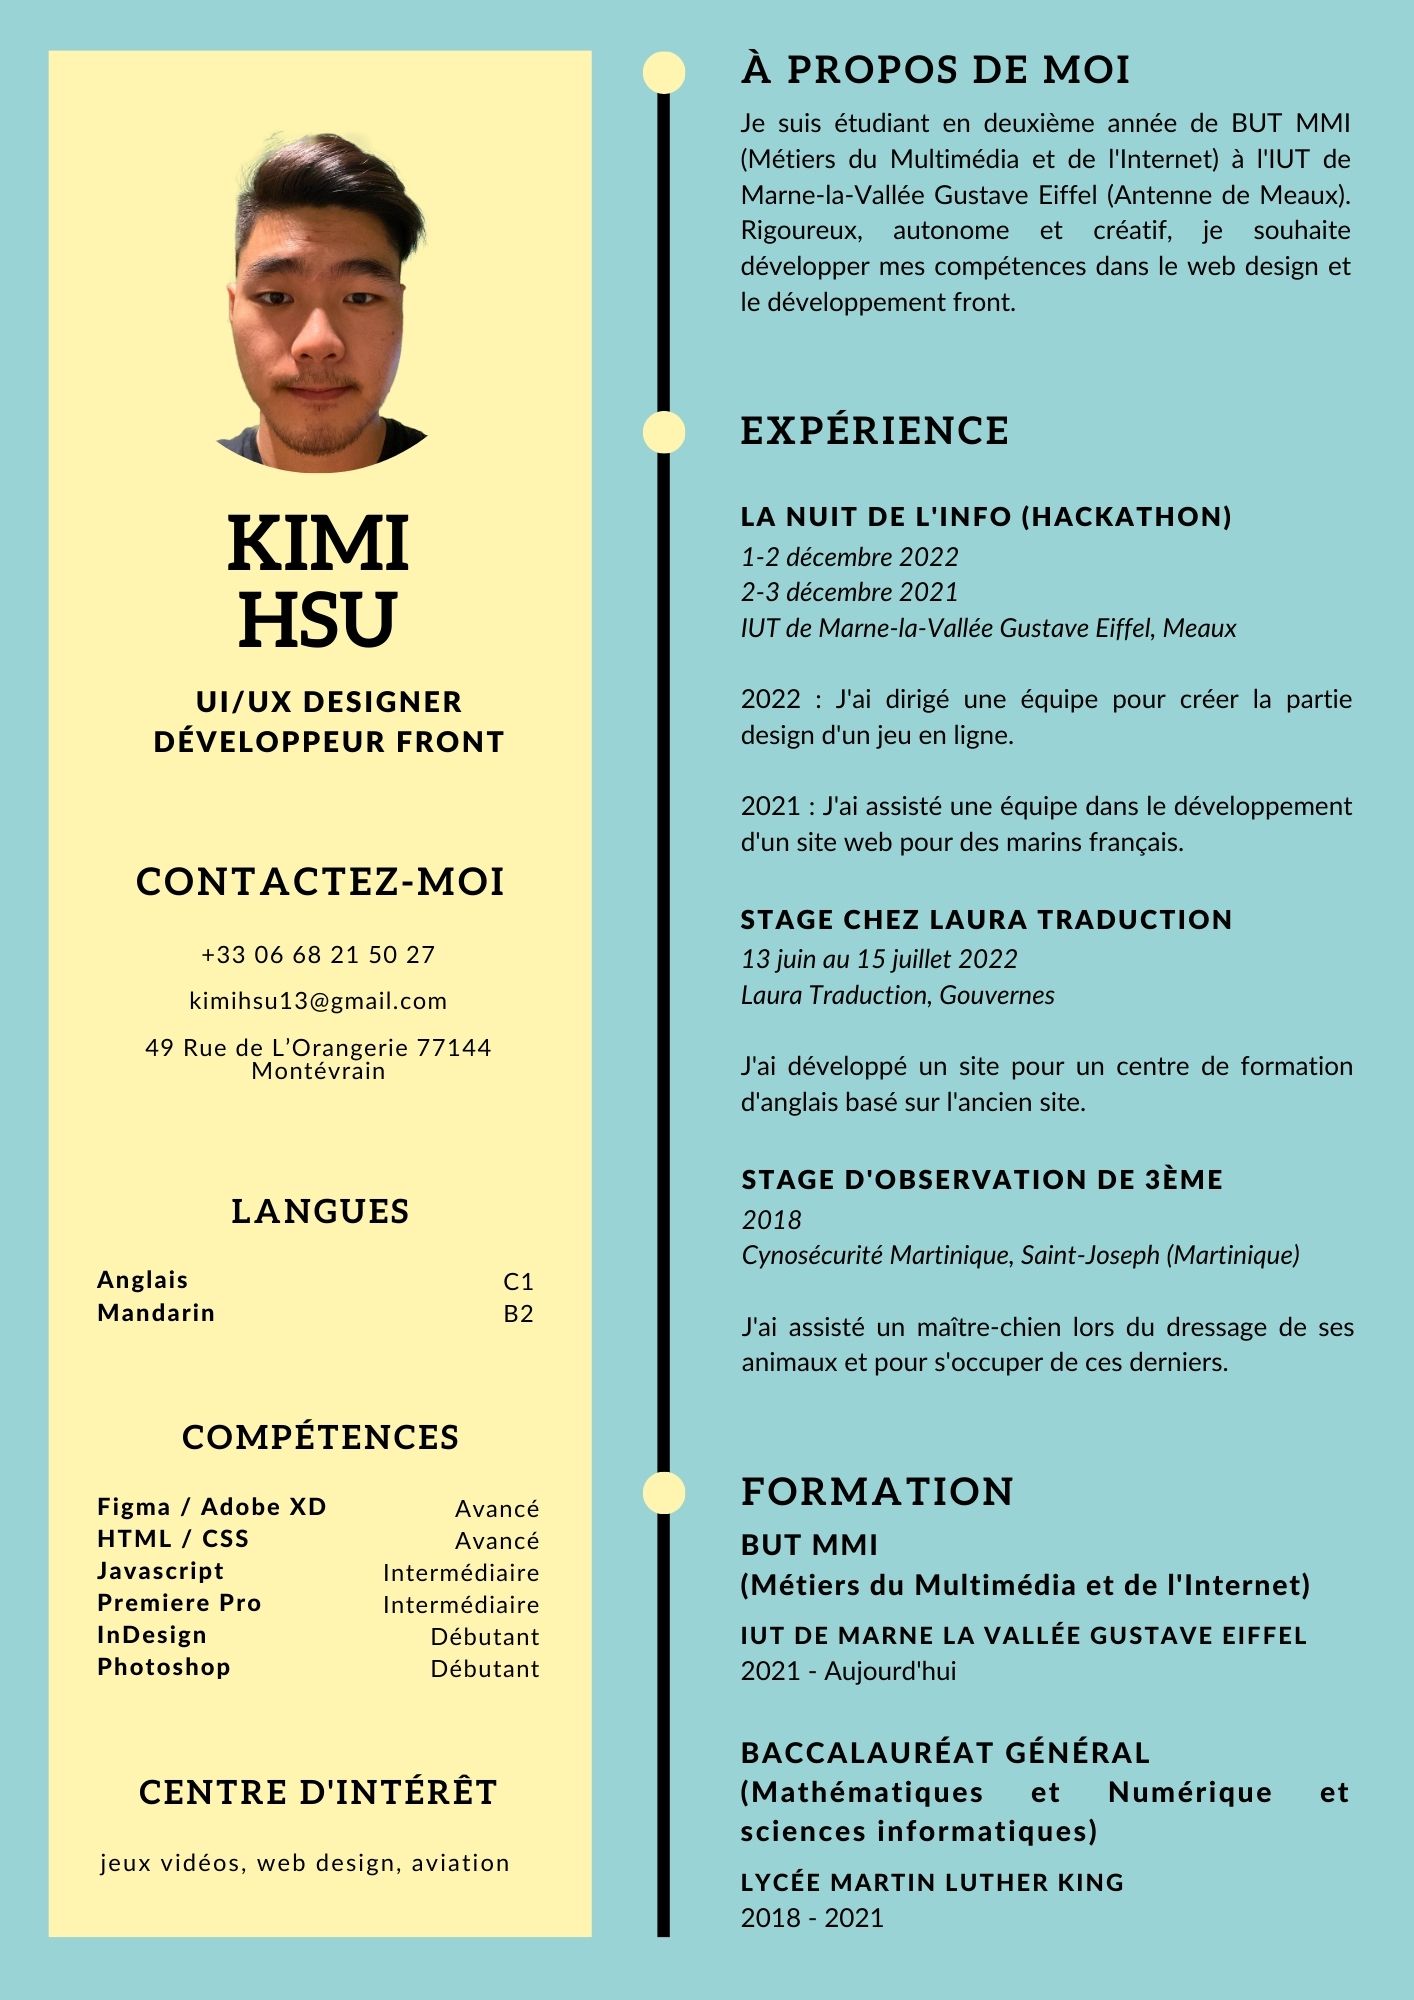 KIMI
HSU
UI/UX DESIGNER
DÉVELOPPEUR FRONT
CONTACTEZ-MOI
+33 06 68 21 50 27
kimihsu13@gmail.com
49 Rue de L’Orangerie 77144
Montévrain
LANGUES
Anglais C1
Mandarin B2
COMPÉTENCES
Figma / Adobe XD Avancé
HTML / CSS Avancé
Javascript Intermédiaire
Premiere Pro Intermédiaire
InDesign Débutant
Photoshop Débutant
CENTRE D'INTÉRÊT
jeux vidéos, web design, aviation
À PROPOS DE MOI
Je suis étudiant en deuxième année de BUT MMI
(Métiers du Multimédia et de l'Internet) à l'IUT de
Marne-la-Vallée Gustave Eiffel (Antenne de Meaux).
Rigoureux, autonome et créatif, je souhaite
développer mes compétences dans le web design et
le développement front.
EXPÉRIENCE
LA NUIT DE L'INFO (HACKATHON)
1-2 décembre 2022
2-3 décembre 2021
IUT de Marne-la-Vallée Gustave Eiffel, Meaux
2022 : J'ai dirigé une équipe pour créer la partie
design d'un jeu en ligne.
2021 : J'ai assisté une équipe dans le développement
d'un site web pour des marins français.
STAGE CHEZ LAURA TRADUCTION
13 juin au 15 juillet 2022
Laura Traduction, Gouvernes
J'ai développé un site pour un centre de formation
d'anglais basé sur l'ancien site.
STAGE D'OBSERVATION DE 3ÈME
2018
Cynosécurité Martinique, Saint-Joseph (Martinique)
J'ai assisté un maître-chien lors du dressage de ses
animaux et pour s'occuper de ces derniers.
FORMATION
BUT MMI
(Métiers du Multimédia et de l'Internet)
IUT DE MARNE LA VALLÉE GUSTAVE EIFFEL
2021 - Aujourd'hui
BACCALAURÉAT GÉNÉRAL
(Mathématiques et Numérique et
sciences informatiques)
LYCÉE MARTIN LUTHER KING
2018 - 2021